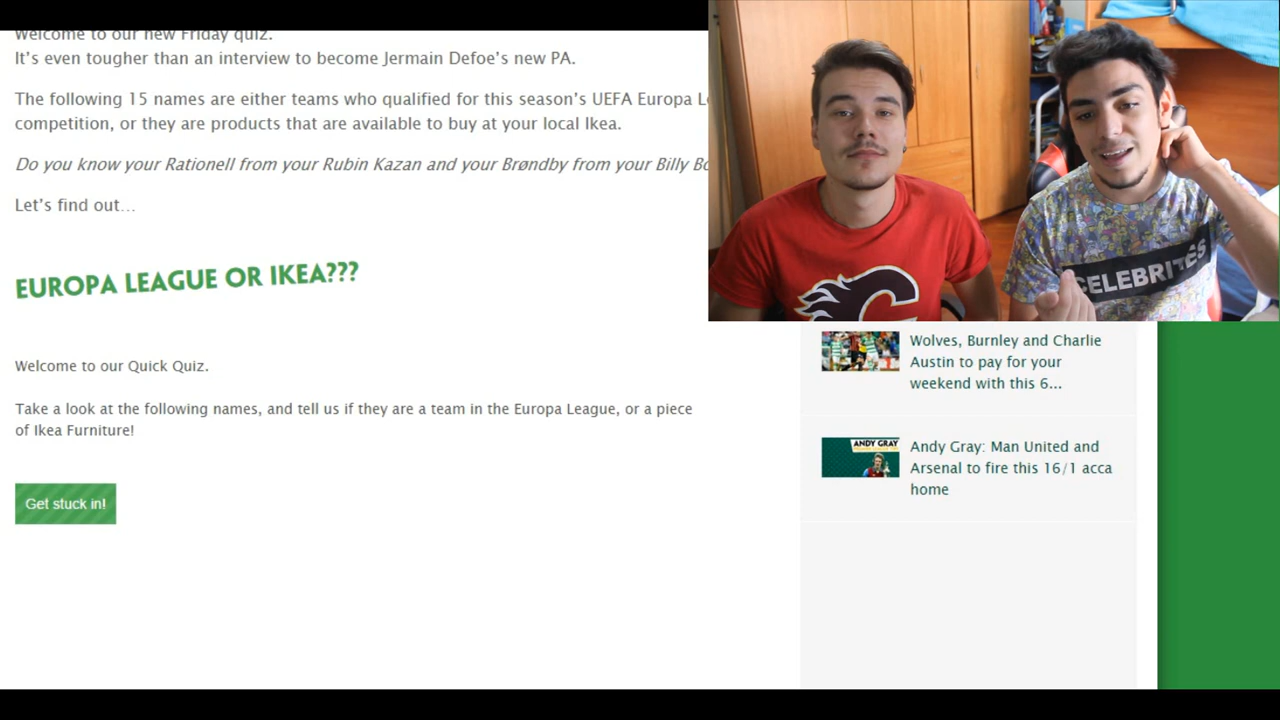 Welcome to our new Friday quiz.
It's even tougher than an interview to become Jermain Defoe's new PA.
The following 15 names are either teams who qualified for this season's UEFA Europa L
competition, or they are products that are available to buy at your local Ikea.
Do you know your Rationell from your Rubin Kazan and your Brøndby from your Billy Bo
Let's find out...
EUROPA LEAGUE OR IKEA???
Welcome to our Quick Quiz.
Take a look at the following names, and tell us if they are a team in the Europa League, or a piece
of Ikea Furniture!
Get stuck in!
CELEBRITÉS
Wolves, Burnley and Charlie
Austin to pay for your
weekend with this 6...
ANDY GRAY
Andy Gray: Man United and
Arsenal to fire this 16/1 acca
home